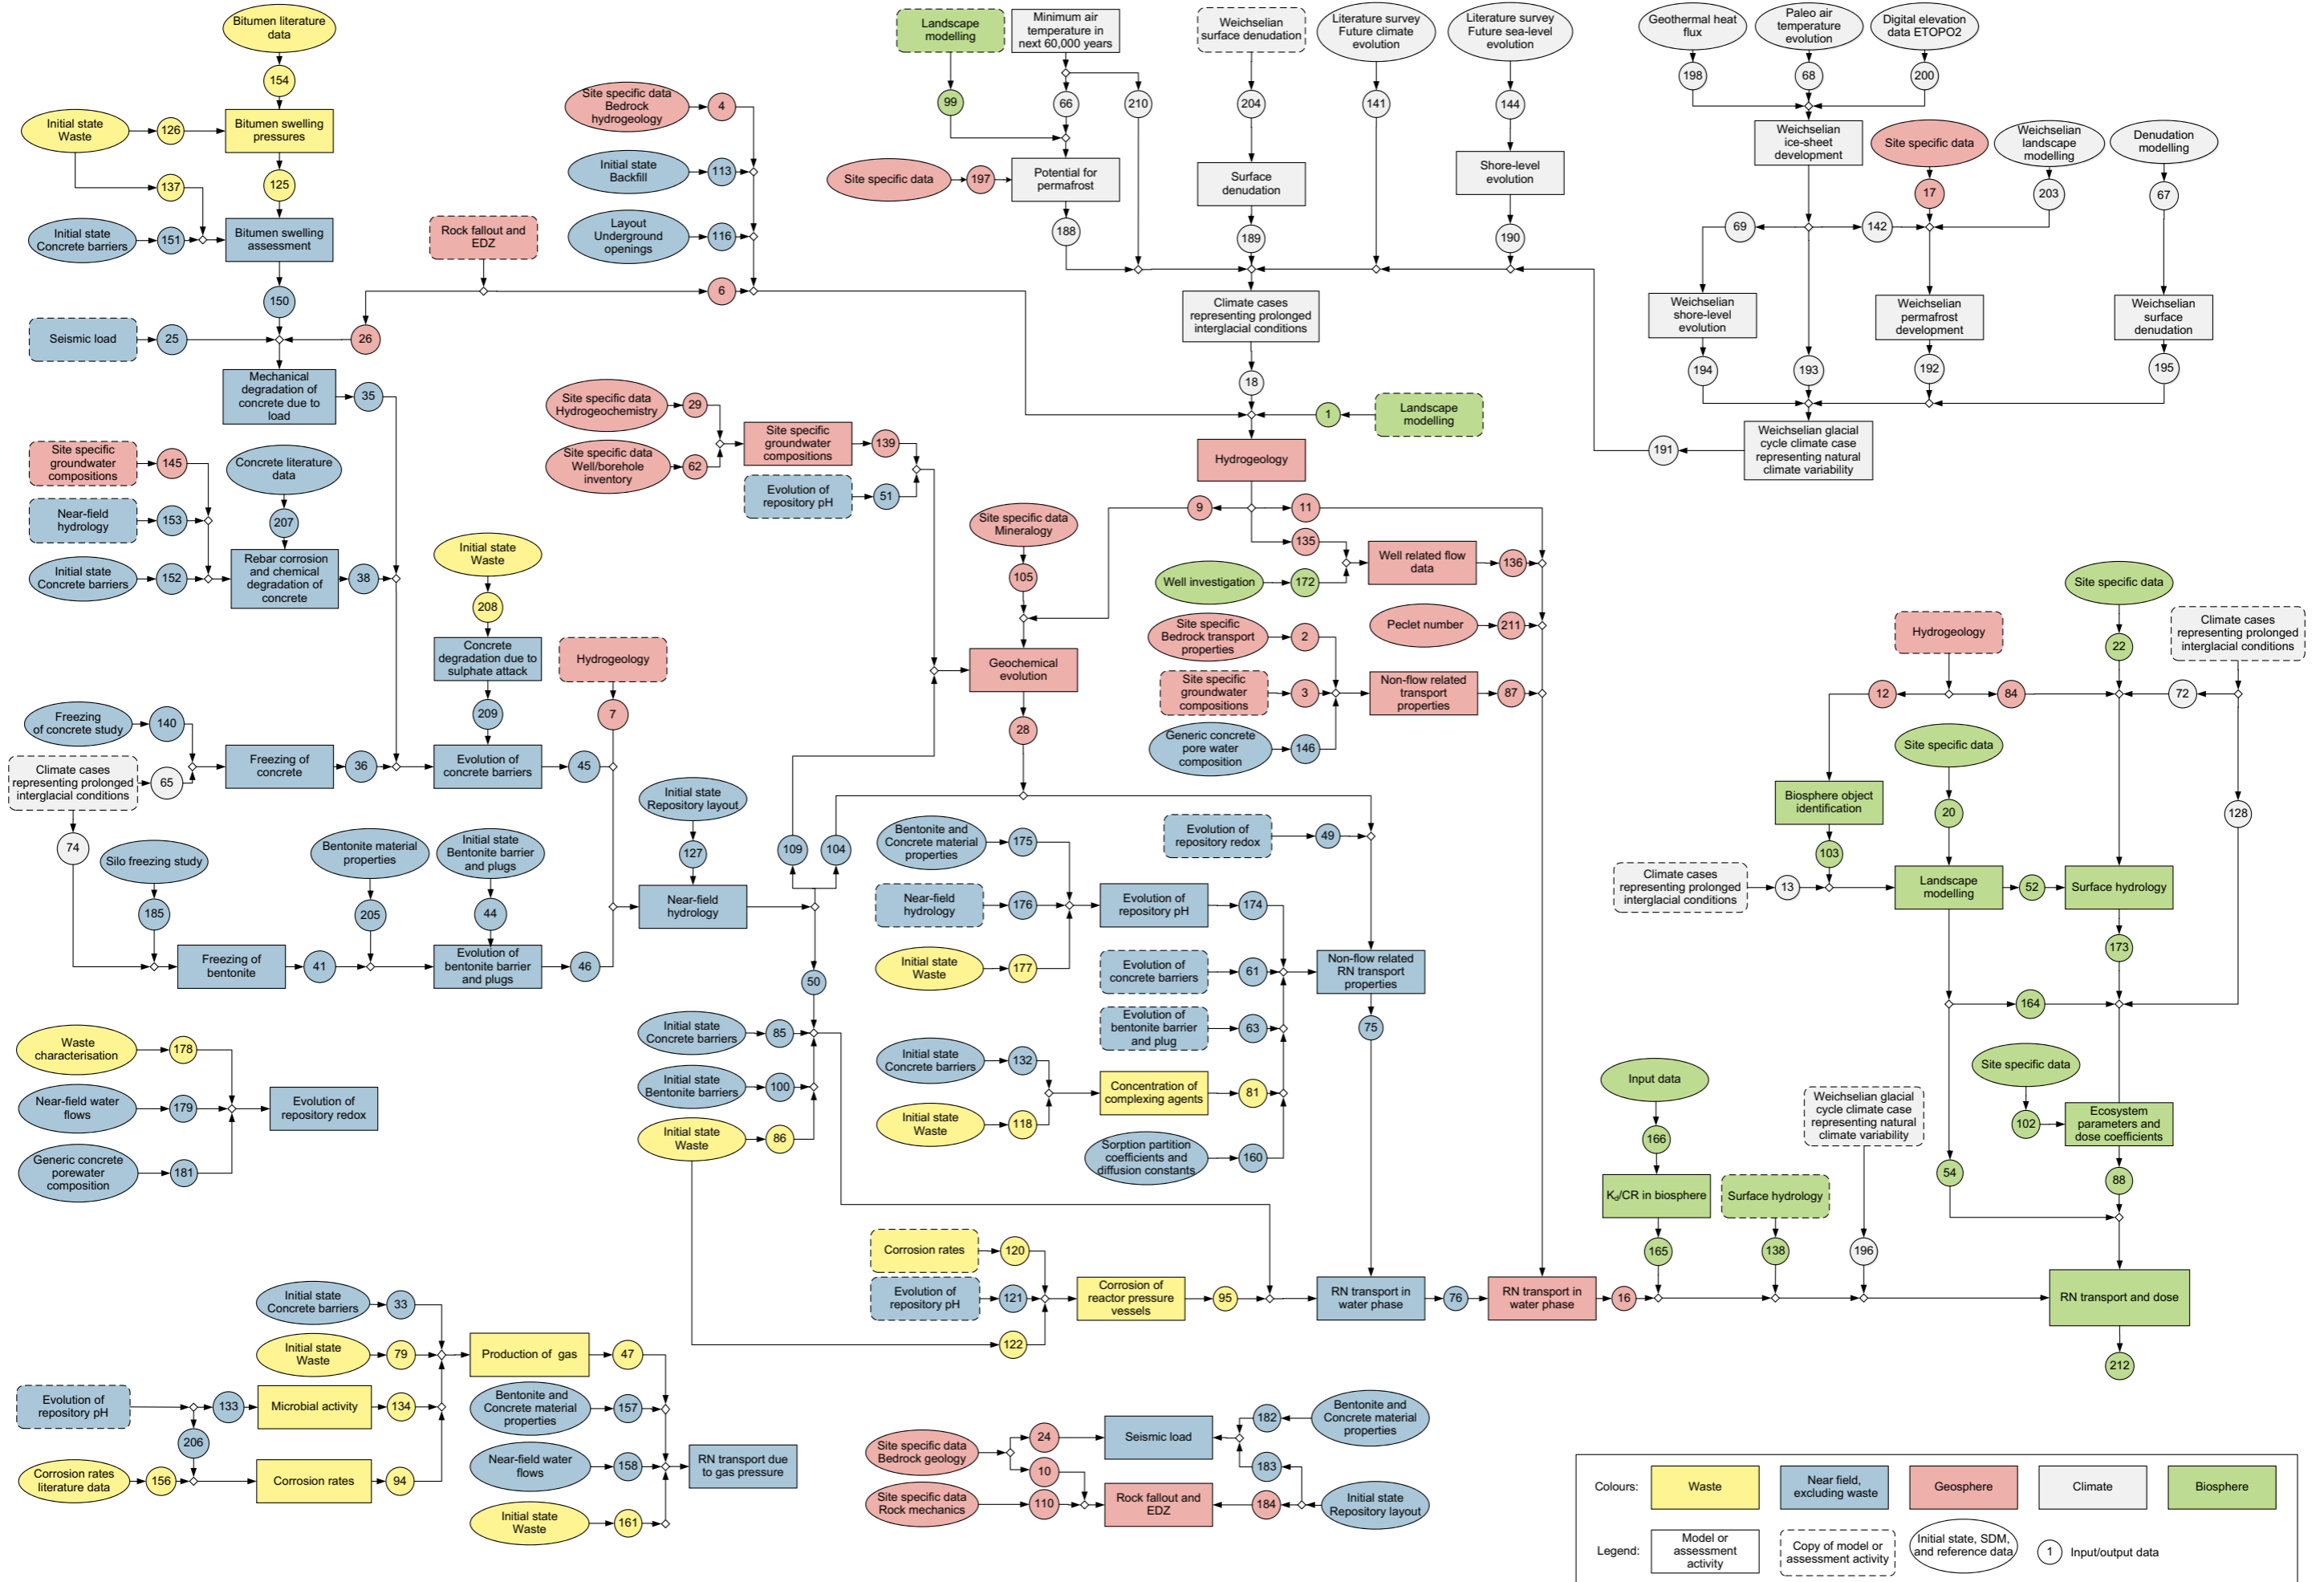 Bitumen literature
data
154
Initial state
Waste
126
Bitumen swelling
pressures
137
125
Initial state
Concrete barriers
151
Bitumen swelling
assessment
150
Seismic load
25
26
Rock fallout and
EDZ
Mechanical
degradation of
concrete due to
load
35
Site specific data
Bedrock
hydrogeology
4
Initial state
Backfill
113
Layout
Underground
openings
116
6
Landscape
modelling
99
Minimum air
temperature in
next 60,000 years
66
210
Site specific data
197
Potential for
permafrost
188
Weichselian
surface denudation
204
Surface
denudation
189
Literature survey
Future climate
evolution
141
Literature survey
Future sea-level
evolution
144
Shore-level
evolution
190
Climate cases
representing prolonged
interglacial conditions
18
1
Landscape
modelling
Hydrogeology
Geothermal heat
flux
198
Paleo air
temperature
evolution
68
Digital elevation
data ETOPO2
200
Weichselian
ice-sheet
development
Site specific data
17
Weichselian
landscape
modelling
203
Denudation
modelling
67
69
142
Weichselian
shore-level
evolution
194
193
Weichselian
permafrost
development
192
Weichselian
surface
denudation
195
Weichselian glacial
cycle climate case
representing natural
climate variability
191
Site specific
groundwater
compositions
145
Near-field
hydrology
153
Initial state
Concrete barriers
152
Concrete literature
data
207
Rebar corrosion
and chemical
degradation of
concrete
38
Site specific data
Hydrogeochemistry
29
Site specific data
Well/borehole
inventory
62
Site specific
groundwater
compositions
139
Evolution of
repository pH
51
Initial state
Waste
208
Concrete
degradation due to
sulphate attack
209
Hydrogeology
7
Freezing
of concrete study
140
Climate cases
representing prolonged
interglacial conditions
65
Freezing of
concrete
36
Evolution of
concrete barriers
45
74
Silo freezing study
185
Freezing of
bentonite
41
Bentonite material
properties
205
Initial state
Bentonite barrier
and plugs
44
Evolution of
bentonite barrier
and plugs
46
Initial state
Repository layout
127
Near-field
hydrology
109
104
50
Site specific data
Mineralogy
105
Geochemical
evolution
28
9
11
135
Well investigation
172
Well related flow
data
136
Peclet number
211
Site specific
Bedrock transport
properties
2
Site specific
groundwater
compositions
3
Generic concrete
pore water
composition
146
Non-flow related
transport
properties
87
Bentonite and
Concrete material
properties
175
Near-field
hydrology
176
Initial state
Waste
177
Evolution of
repository pH
174
Evolution of
repository redox
49
Evolution of
concrete barriers
61
Evolution of
bentonite barrier
and plug
63
Non-flow related
RN transport
properties
75
Initial state
Concrete barriers
132
Initial state
Waste
118
Concentration of
complexing agents
81
Sorption partition
coefficients and
diffusion constants
160
Initial state
Concrete barriers
85
Initial state
Bentonite barriers
100
Initial state
Waste
86
Waste
characterisation
178
Near-field water
flows
179
Generic concrete
porewater
composition
181
Evolution of
repository redox
Corrosion rates
120
Evolution of
repository pH
121
122
Corrosion of
reactor pressure
vessels
95
RN transport in
water phase
76
RN transport in
water phase
16
Site specific data
22
Hydrogeology
12
84
72
Climate cases
representing prolonged
interglacial conditions
128
Site specific data
20
Biosphere object
identification
103
Climate cases
representing prolonged
interglacial conditions
13
Landscape
modelling
52
Surface hydrology
173
164
Site specific data
102
Ecosystem
parameters and
dose coefficients
54
88
Input data
166
Kd/CR in biosphere
165
Surface hydrology
138
Weichselian glacial
cycle climate case
representing natural
climate variability
196
RN transport and dose
212
Initial state
Concrete barriers
33
Initial state
Waste
79
Evolution of
repository pH
133
206
Microbial activity
134
Corrosion rates
literature data
156
Corrosion rates
94
Production of gas
47
Bentonite and
Concrete material
properties
157
Near-field water
flows
158
Initial state
Waste
161
RN transport due
to gas pressure
Site specific data
Bedrock geology
24
10
Site specific data
Rock mechanics
110
Seismic load
Rock fallout and
EDZ
182
183
184
Bentonite and
Concrete material
properties
Initial state
Repository layout
Colours:
Waste
Near field,
excluding waste
Geosphere
Climate
Biosphere
Legend:
Model or
assessment
activity
Copy of model or
assessment activity
Initial state, SDM,
and reference data
1
Input/output data